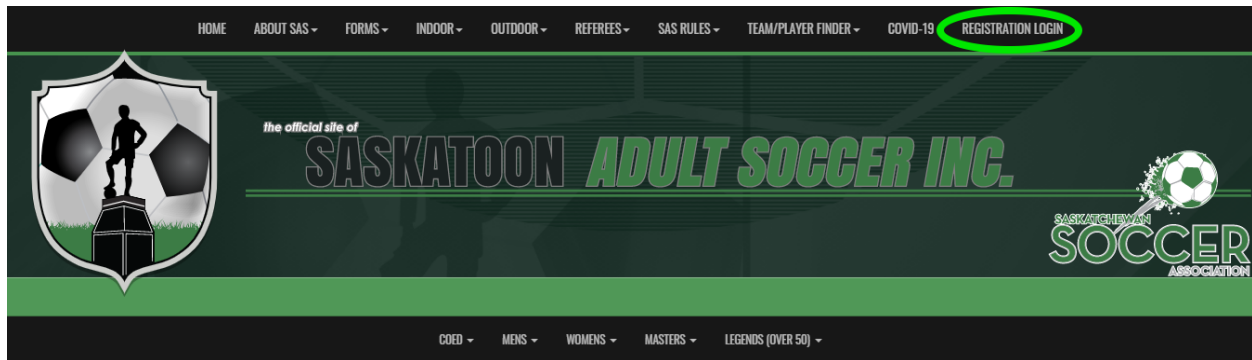 HOME ABOUT SAS FORMS INDOOR OUTDOOR REFEREES SAS RULES TEAM/PLAYER FINDER COVID-19 REGISTRATION LOGIN
the official site of
SASKATOON ADULT SOCCER INC.
SASKATCHEWAN
SOCCER
ASSOCIATION
COED MENS WOMENS MASTERS LEGENDS (OVER 50)